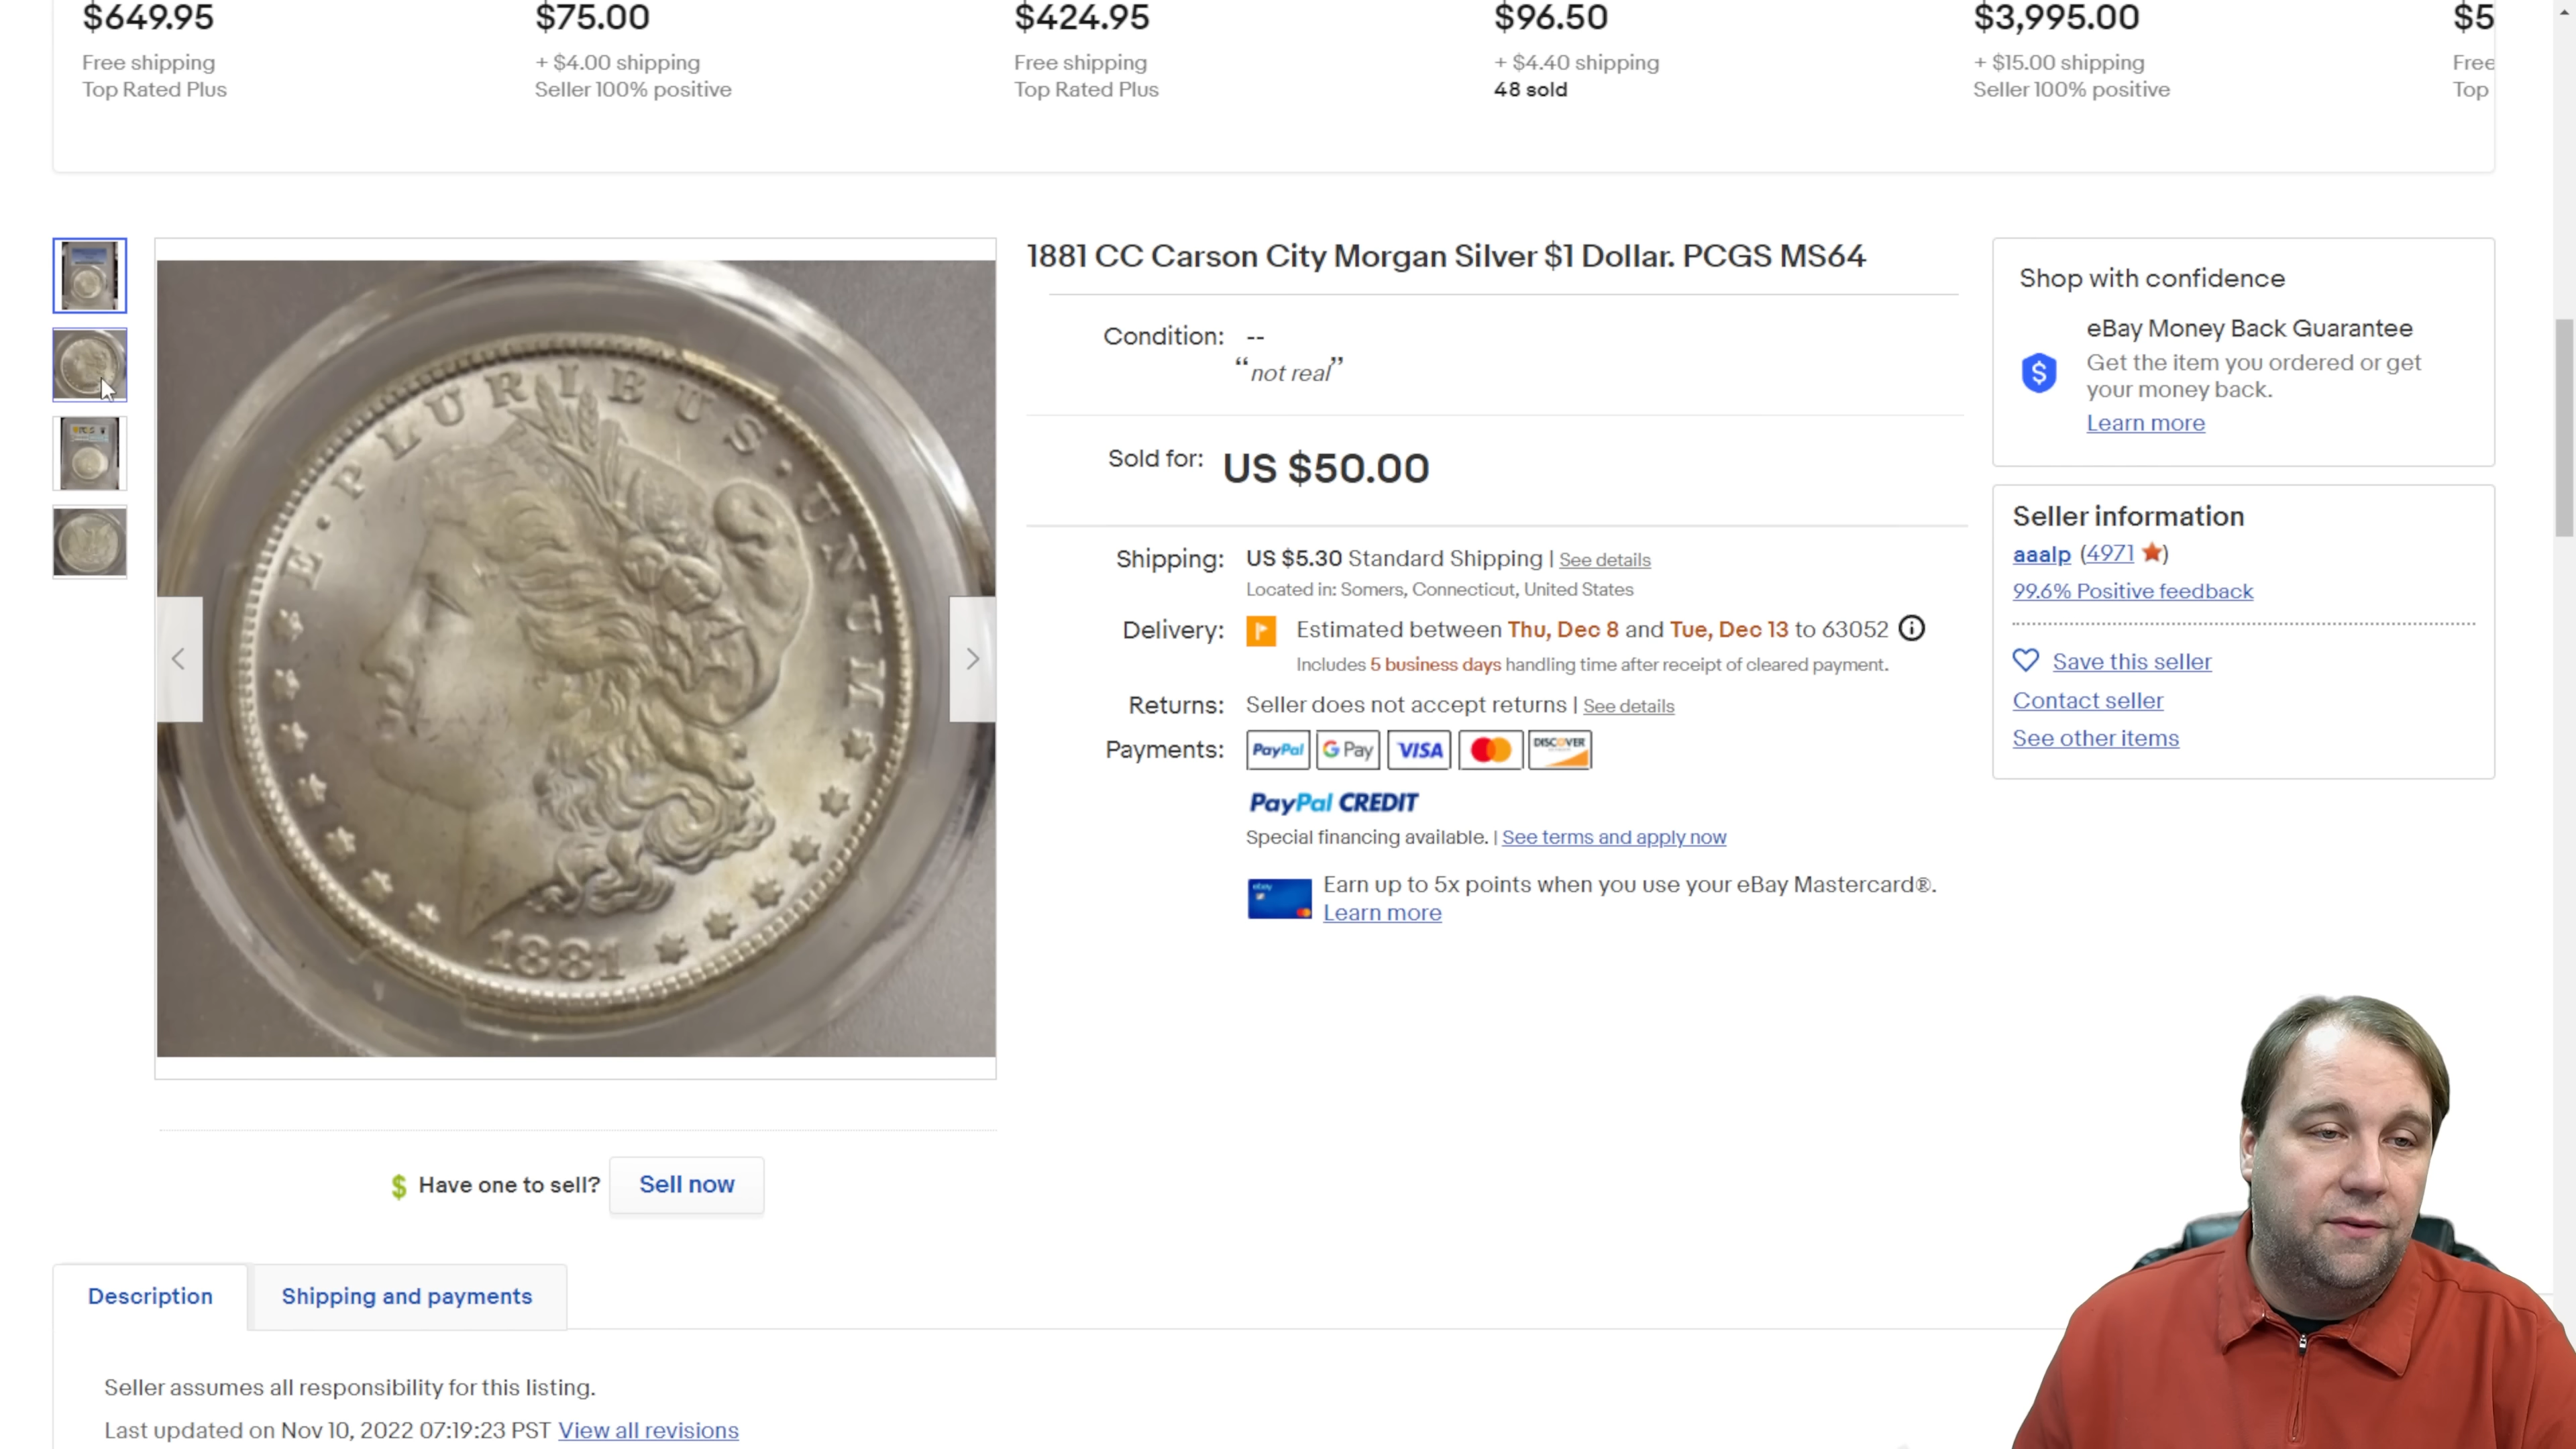 $649.95
Free shipping
Top Rated Plus
$75.00
+ $4.00 shipping
Seller 100% positive
$424.95
Free shipping
Top Rated Plus
$96.50
+ $4.40 shipping
48 sold
$3,995.00
+ $15.00 shipping
Seller 100% positive
$5
Free
Top
E · PLURIBUS · UNUM ·
1881
1881 CC Carson City Morgan Silver $1 Dollar. PCGS MS64
Condition: --
“not real”
Sold for: US $50.00
Shipping: US $5.30 Standard Shipping | See details
Located in: Somers, Connecticut, United States
Delivery: Estimated between Thu, Dec 8 and Tue, Dec 13 to 63052
Includes 5 business days handling time after receipt of cleared payment.
Returns: Seller does not accept returns | See details
Payments: PayPal G Pay VISA DISCOVER
PayPal CREDIT
Special financing available. | See terms and apply now
ebay
Earn up to 5x points when you use your eBay Mastercard®.
Learn more
Shop with confidence
$
eBay Money Back Guarantee
Get the item you ordered or get
your money back.
Learn more
Seller information
aaalp (4971)
99.6% Positive feedback
Save this seller
Contact seller
See other items
$ Have one to sell? Sell now
Description
Shipping and payments
Seller assumes all responsibility for this listing.
Last updated on Nov 10, 2022 07:19:23 PST View all revisions